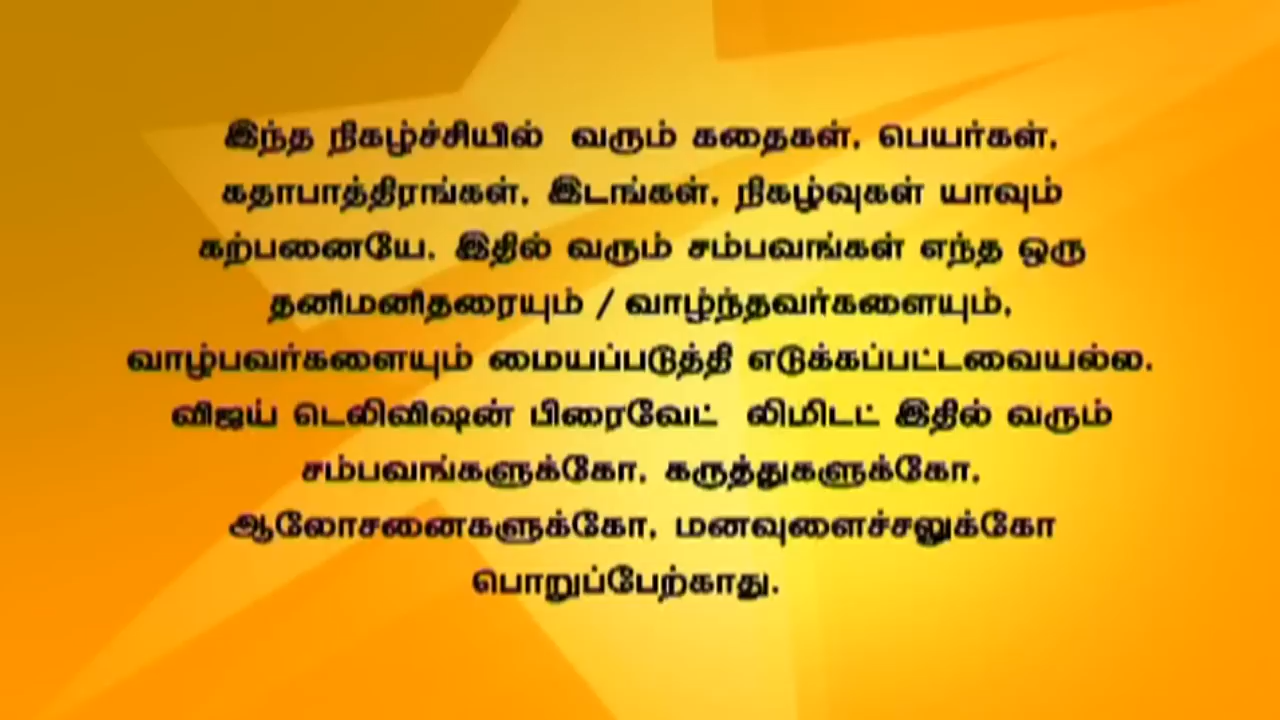 இந்த நிகழ்ச்சியில் வரும் கதைகள், பெயர்கள்,
கதாபாத்திரங்கள், இடங்கள், நிகழ்வுகள் யாவும்
கற்பனையே. இதில் வரும் சம்பவங்கள் எந்த ஒரு
தனிமனிதரையும் / வாழ்ந்தவர்களையும்,
வாழ்பவர்களையும் மையப்படுத்தி எடுக்கப்பட்டவையல்ல.
விஜய் டெலிவிஷன் பிரைவேட் லிமிடட் இதில் வரும்
சம்பவங்களுக்கோ, கருத்துகளுக்கோ,
ஆலோசனைகளுக்கோ, மனவுளைச்சலுக்கோ
பொறுப்பேற்காது.